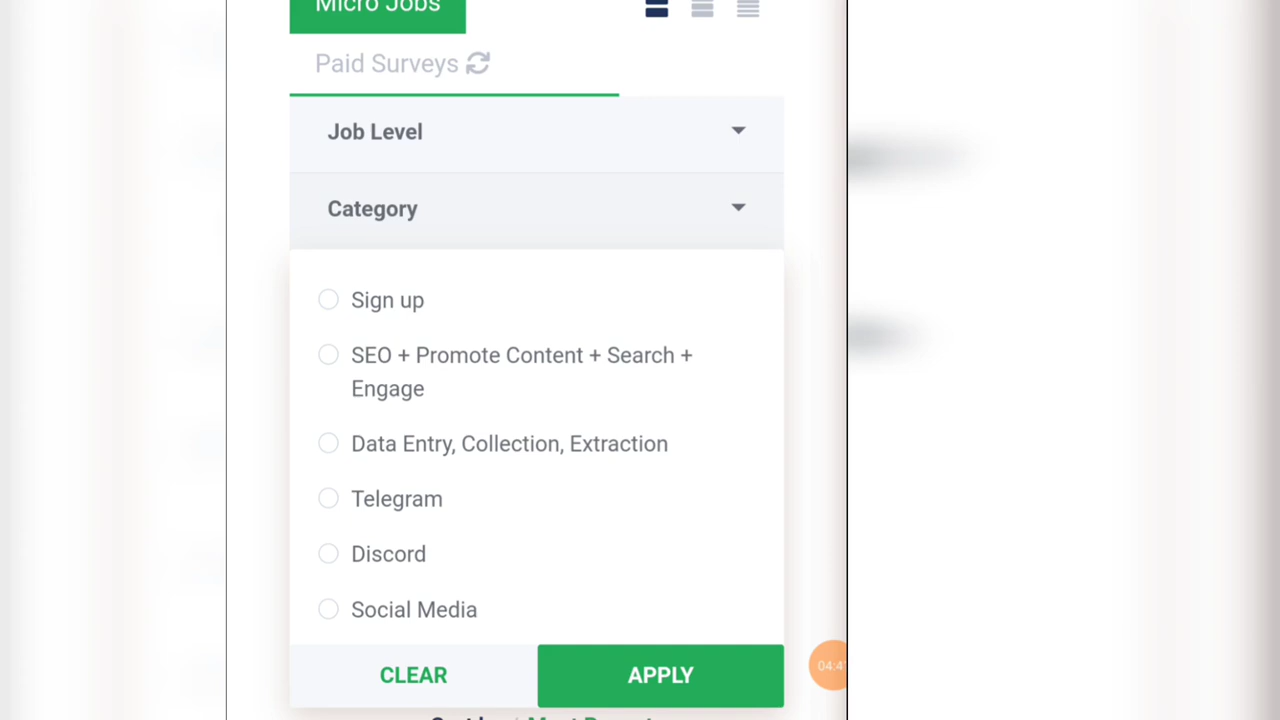 Micro Jobs
Paid Surveys
Job Level
Category
Sign up
SEO + Promote Content + Search +
Engage
Data Entry, Collection, Extraction
Telegram
Discord
Social Media
CLEAR
APPLY